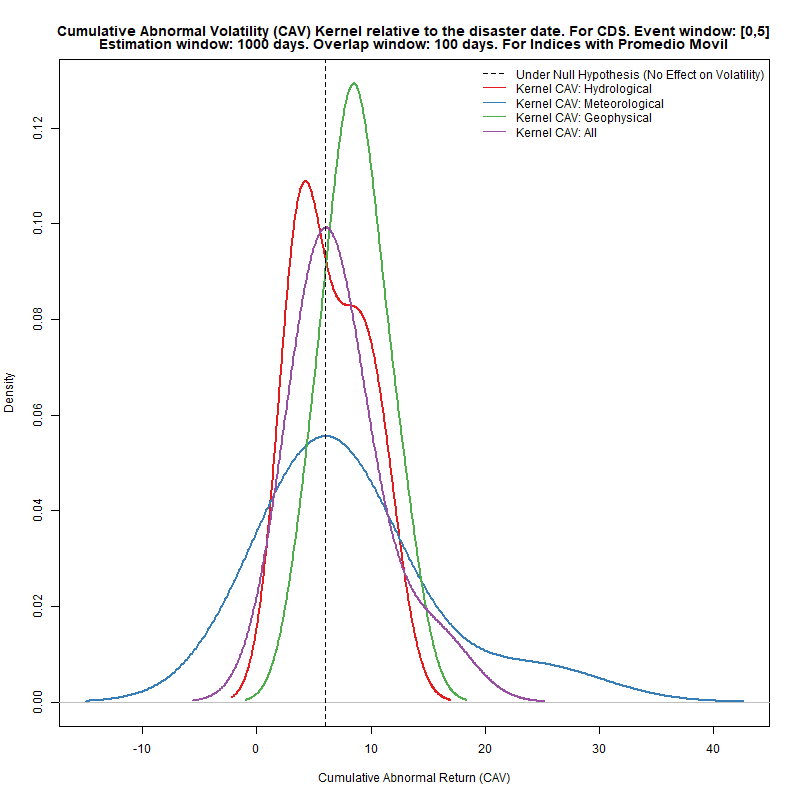 Cumulative Abnormal Volatility (CAV) Kernel relative to the disaster date. For CDS. Event window: [0,5]
Estimation window: 1000 days. Overlap window: 100 days. For Indices with Promedio Movil
Under Null Hypothesis (No Effect on Volatility)
Kernel CAV: Hydrological
Kernel CAV: Meteorological
Kernel CAV: Geophysical
Kernel CAV: All
Density
0.12
0.10
0.08
0.06
0.04
0.02
0.00
-10 0 10 20 30 40
Cumulative Abnormal Return (CAV)